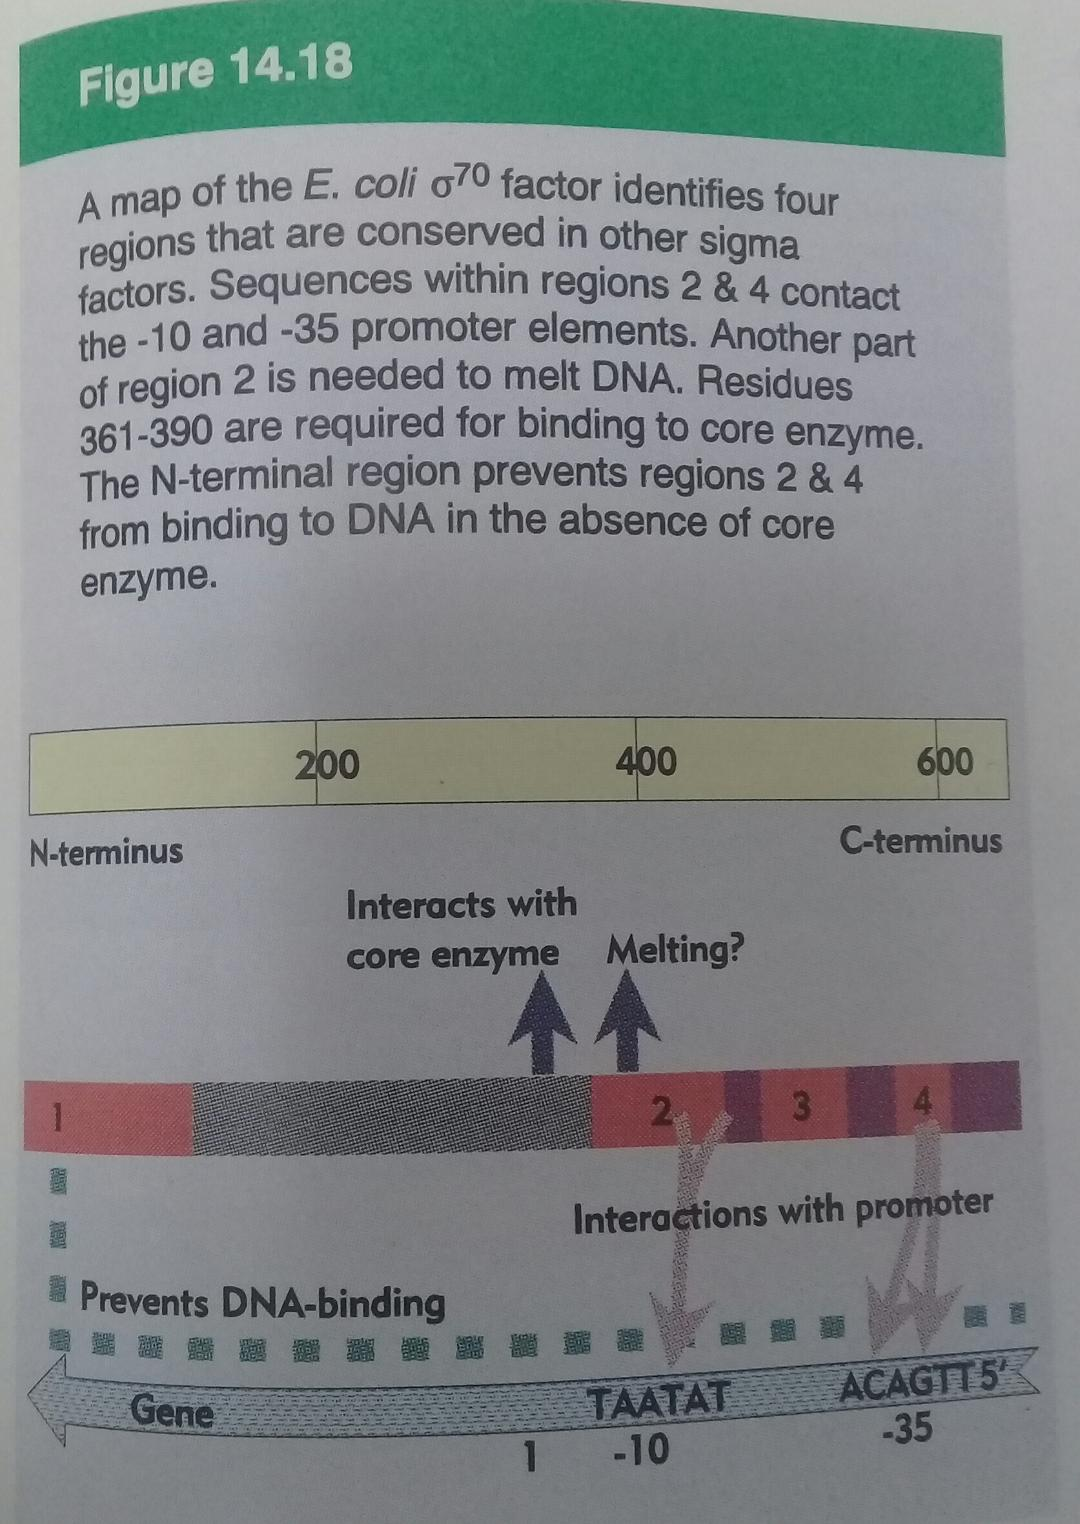 Figure 14.18
A map of the E. coli σ⁷⁰ factor identifies four
regions that are conserved in other sigma
factors. Sequences within regions 2 & 4 contact
the -10 and -35 promoter elements. Another part
of region 2 is needed to melt DNA. Residues
361-390 are required for binding to core enzyme.
The N-terminal region prevents regions 2 & 4
from binding to DNA in the absence of core
enzyme.
200 400 600
N-terminus C-terminus
Interacts with
core enzyme Melting?
1 2 3 4
Interactions with promoter
Prevents DNA-binding
Gene TAATAT ACAGTT 5'
1 -10 -35